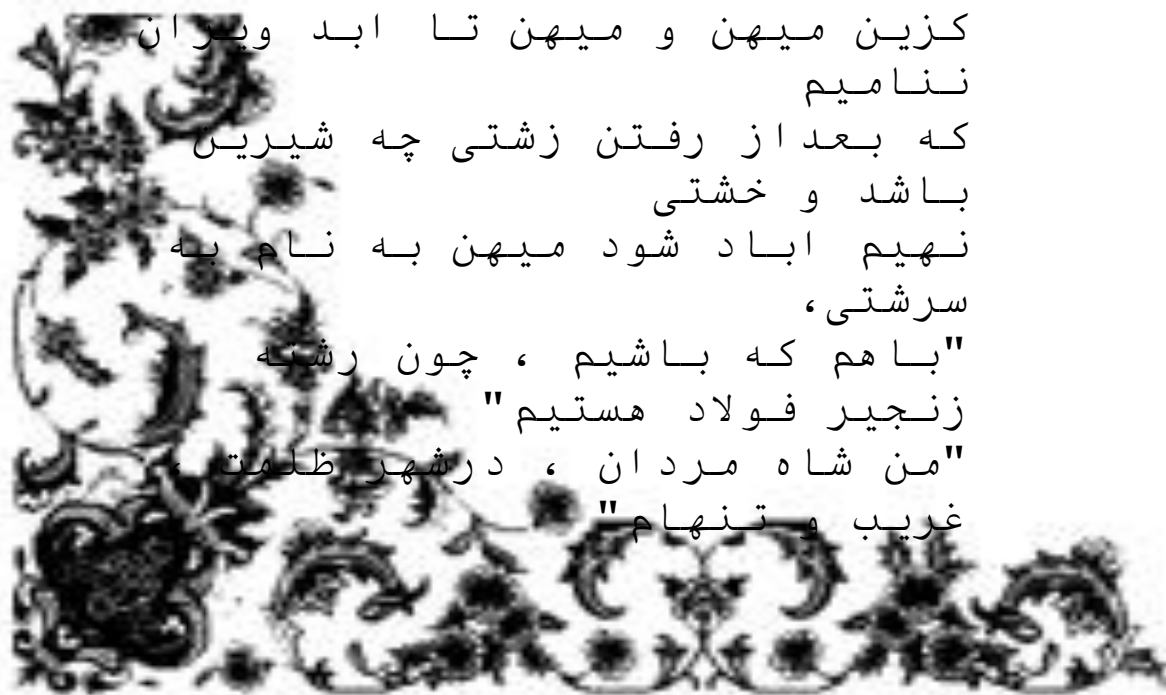 کزین میهن و میهن تا ابد ویران
ننامیم
که بعداز رفتن زشتی چه شیرین
باشد و خشتی
نهیم اباد شود میهن به نام به
سرشتی،
"باهم که باشیم ، چون رشته
زنجیر فولاد هستیم"
"من شاه مردان ، درشهر ظلمت ،
غریب و تنهام"